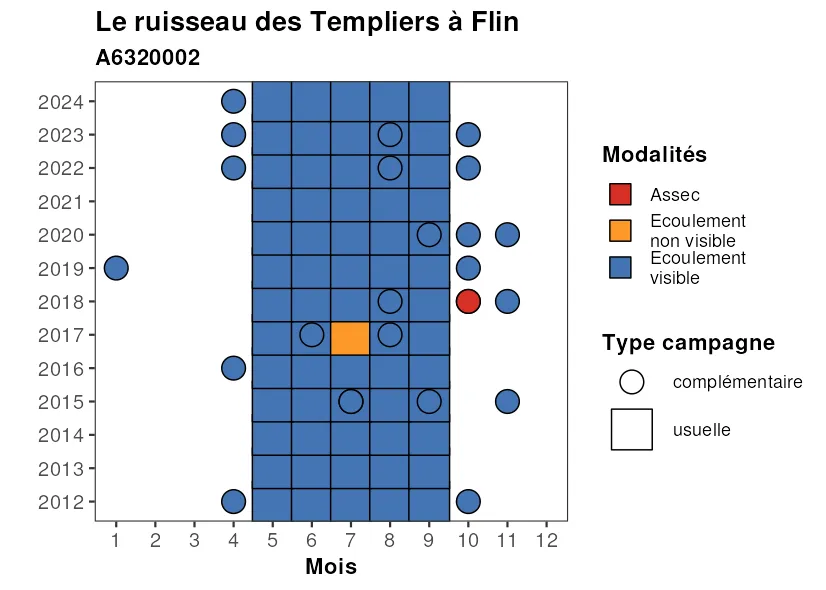 Le ruisseau des Templiers à Flin
A6320002
2024
2023
2022
2021
2020
2019
2018
2017
2016
2015
2014
2013
2012
1 2 3 4 5 6 7 8 9 10 11 12
Mois
Modalités
Assec
Ecoulement
non visible
Ecoulement
visible
Type campagne
complémentaire
usuelle